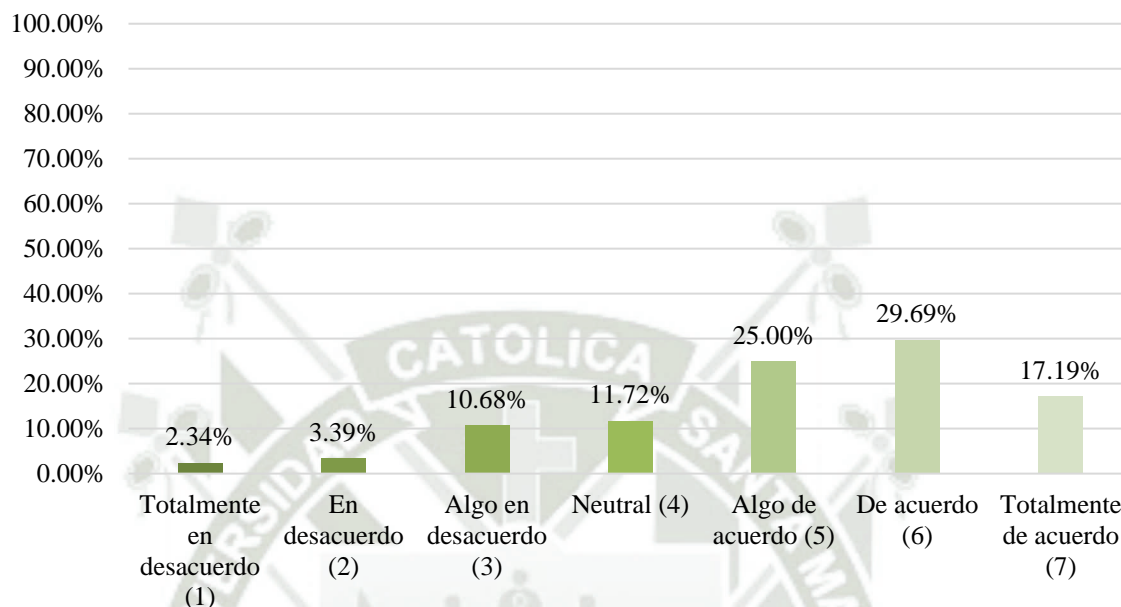 100.00%
90.00%
80.00%
70.00%
60.00%
50.00%
40.00%
30.00%
20.00%
10.00%
0.00%
2.34%
3.39%
10.68%
11.72%
25.00%
29.69%
17.19%
Totalmente
en
desacuerdo
(1)
En
desacuerdo
(2)
Algo en
desacuerdo
(3)
Neutral (4)
Algo de
acuerdo (5)
De acuerdo
(6)
Totalmente
de acuerdo
(7)
CATOLICA
SANTA